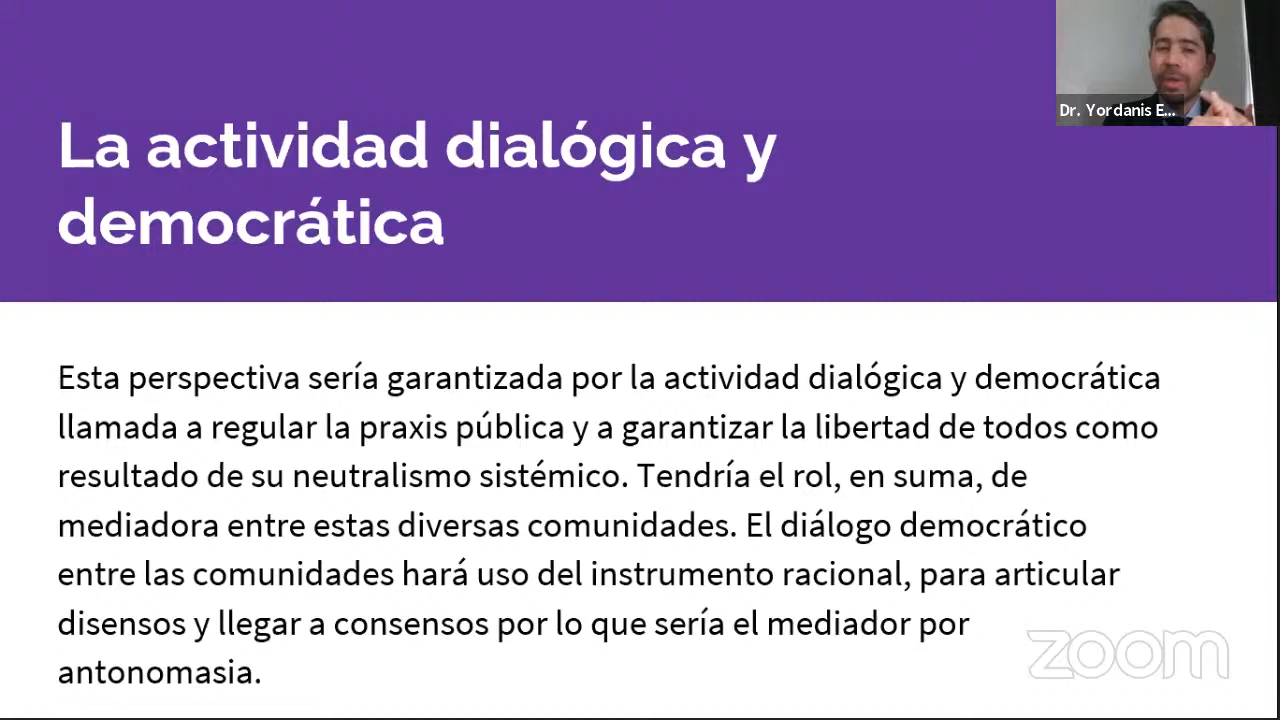 Dr. Yordanis E...
La actividad dialógica y
democrática
Esta perspectiva sería garantizada por la actividad dialógica y democrática
llamada a regular la praxis pública y a garantizar la libertad de todos como
resultado de su neutralismo sistémico. Tendría el rol, en suma, de
mediadora entre estas diversas comunidades. El diálogo democrático
entre las comunidades hará uso del instrumento racional, para articular
disensos y llegar a consensos por lo que sería el mediador por
antonomasia.
zoom